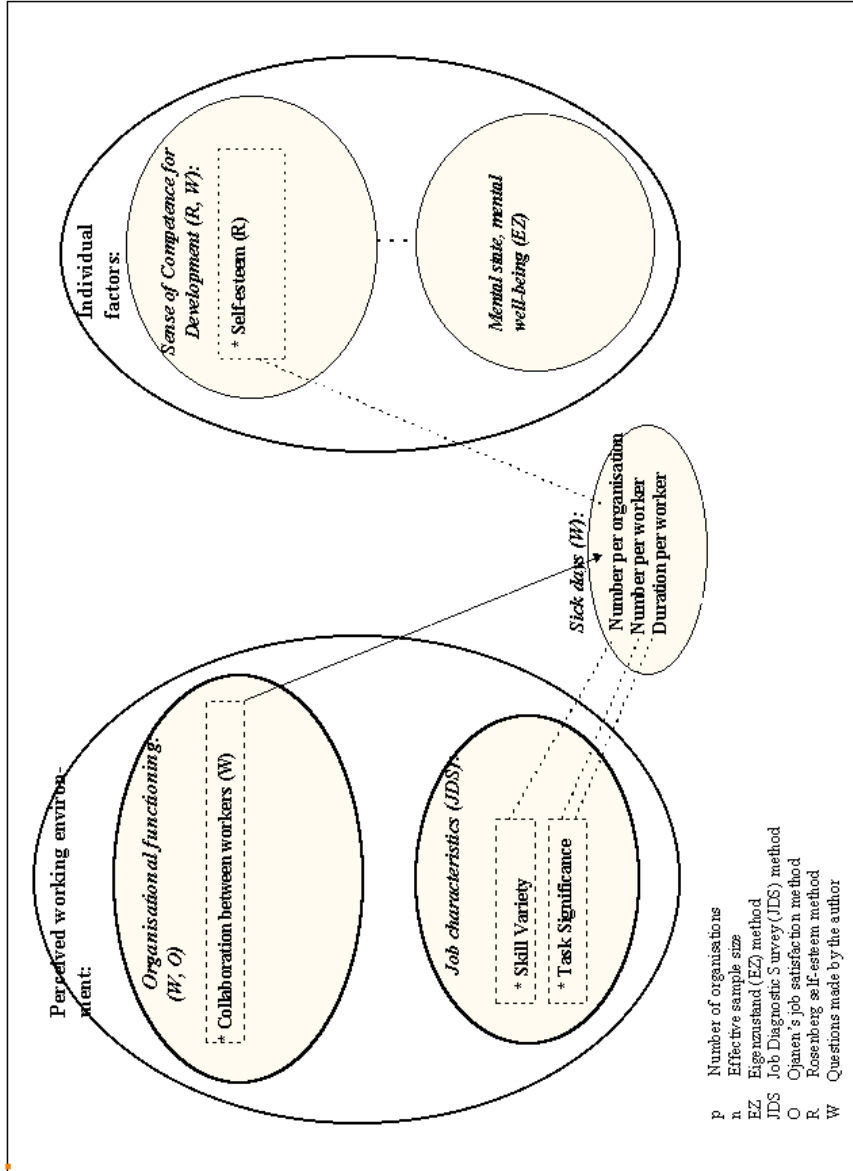 Perceived working environ-
ment:
Organisational functioning:
(W, O)
* Collaboration between workers (W)
Job characteristics (JDS):
* Skill Variety
* Task Significance
Sick days (W):
Number per organisation
Number per worker
Duration per worker
Individual
factors:
Sense of Competence for
Development (R, W):
* Self-esteem (R)
Mental state, mental
well-being (EZ)
p Number of organisations
n Effective sample size
EZ Eigenzustand (EZ) method
JDS Job Diagnostic Survey (JDS) method
O Ojanen's job satisfaction method
R Rosenberg self-esteem method
W Questions made by the author